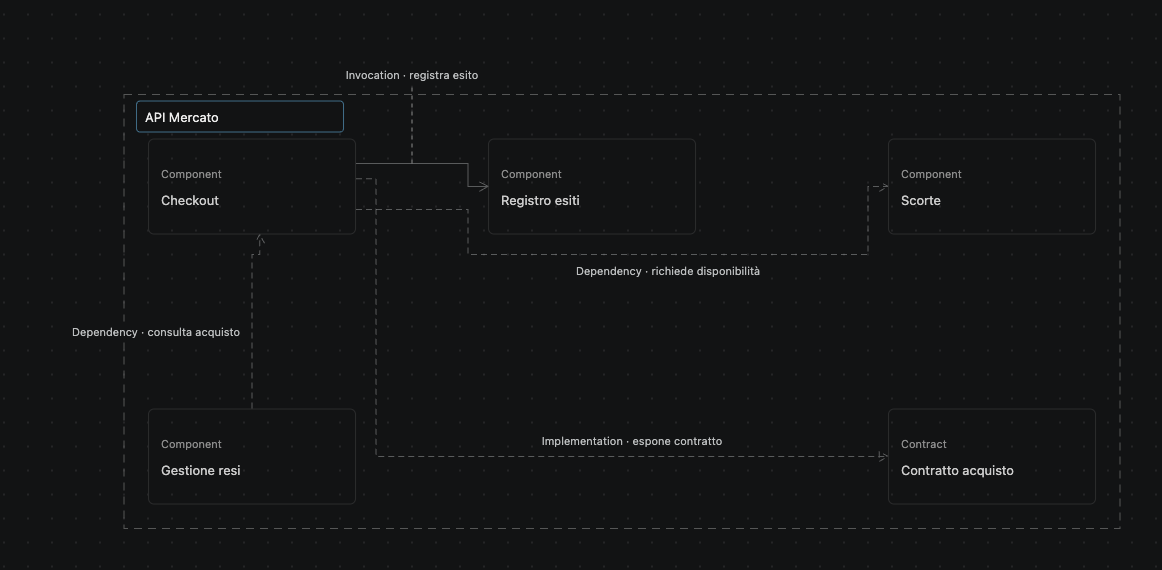 Invocation · registra esito
API Mercato
Component
Checkout
Component
Registro esiti
Component
Scorte
Dependency · richiede disponibilità
Dependency · consulta acquisto
Component
Gestione resi
Implementation · espone contratto
Contract
Contratto acquisto